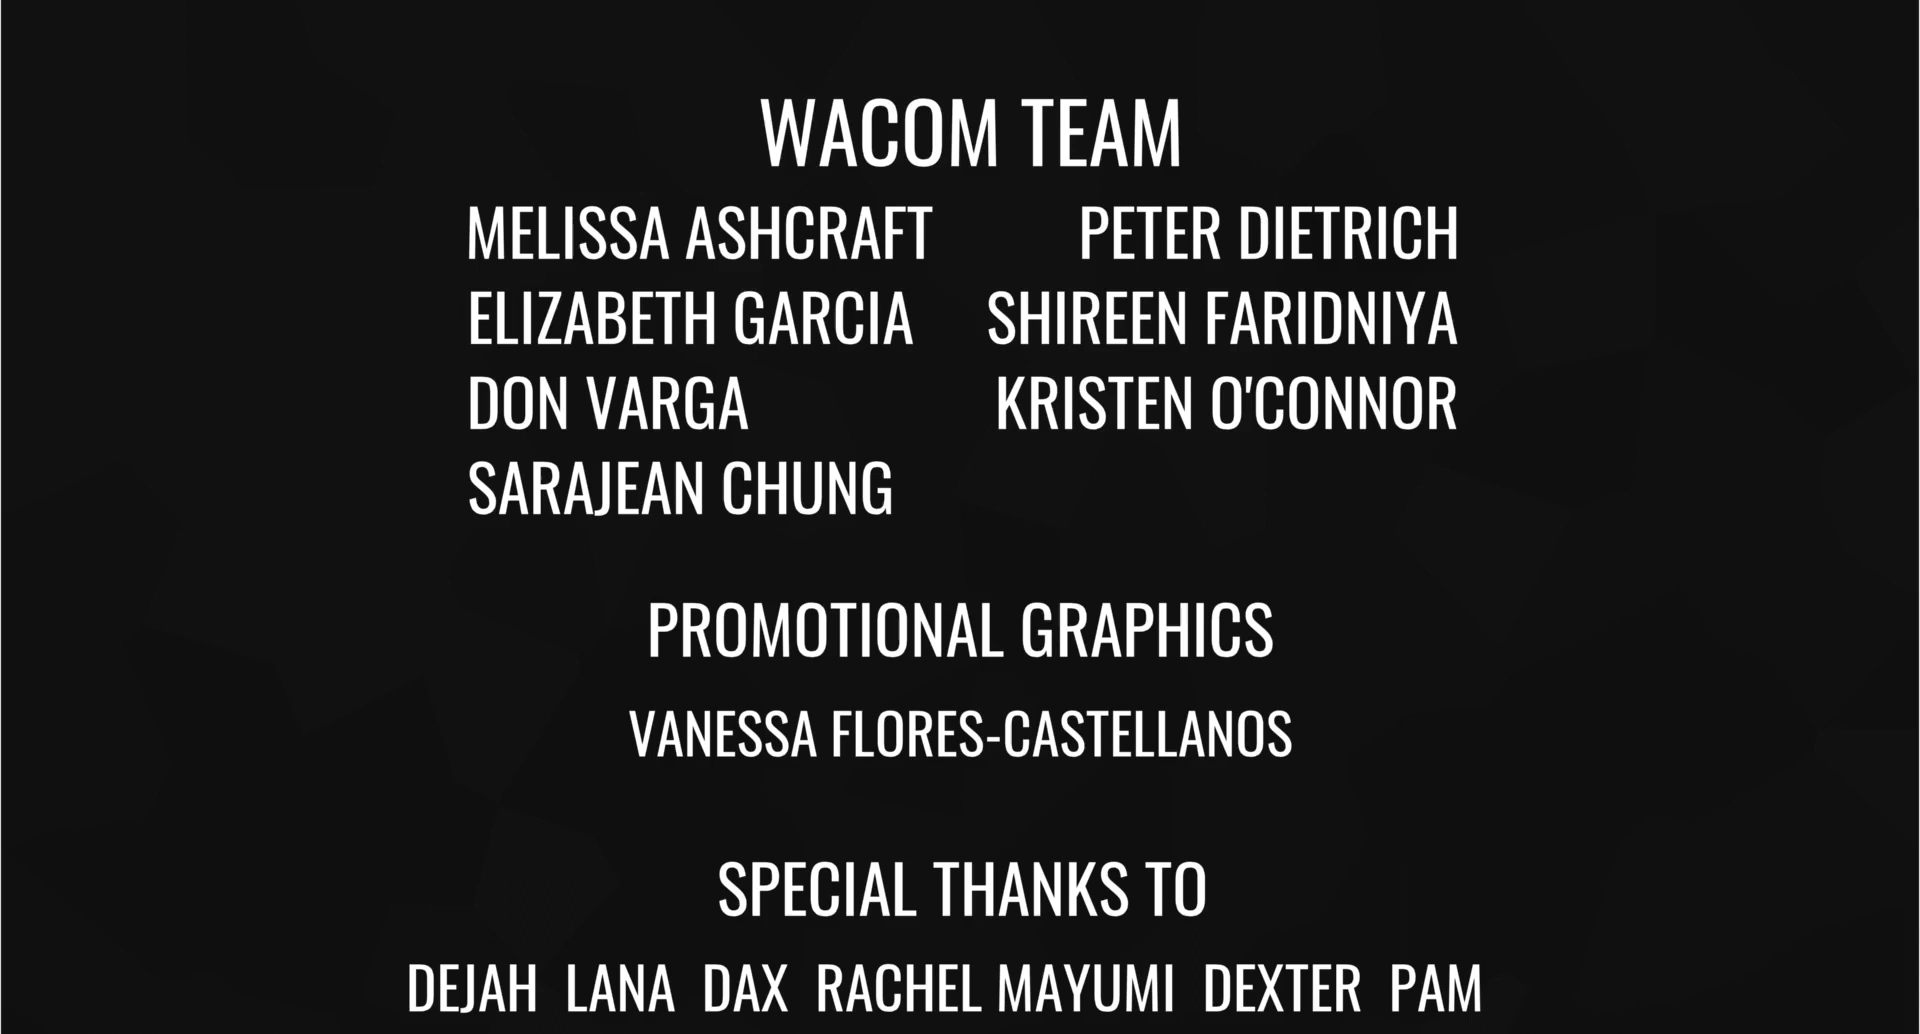 WACOM TEAM
MELISSA ASHCRAFT PETER DIETRICH
ELIZABETH GARCIA SHIREEN FARIDNIYA
DON VARGA KRISTEN O'CONNOR
SARAJEAN CHUNG
PROMOTIONAL GRAPHICS
VANESSA FLORES-CASTELLANOS
SPECIAL THANKS TO
DEJAH LANA DAX RACHEL MAYUMI DEXTER PAM